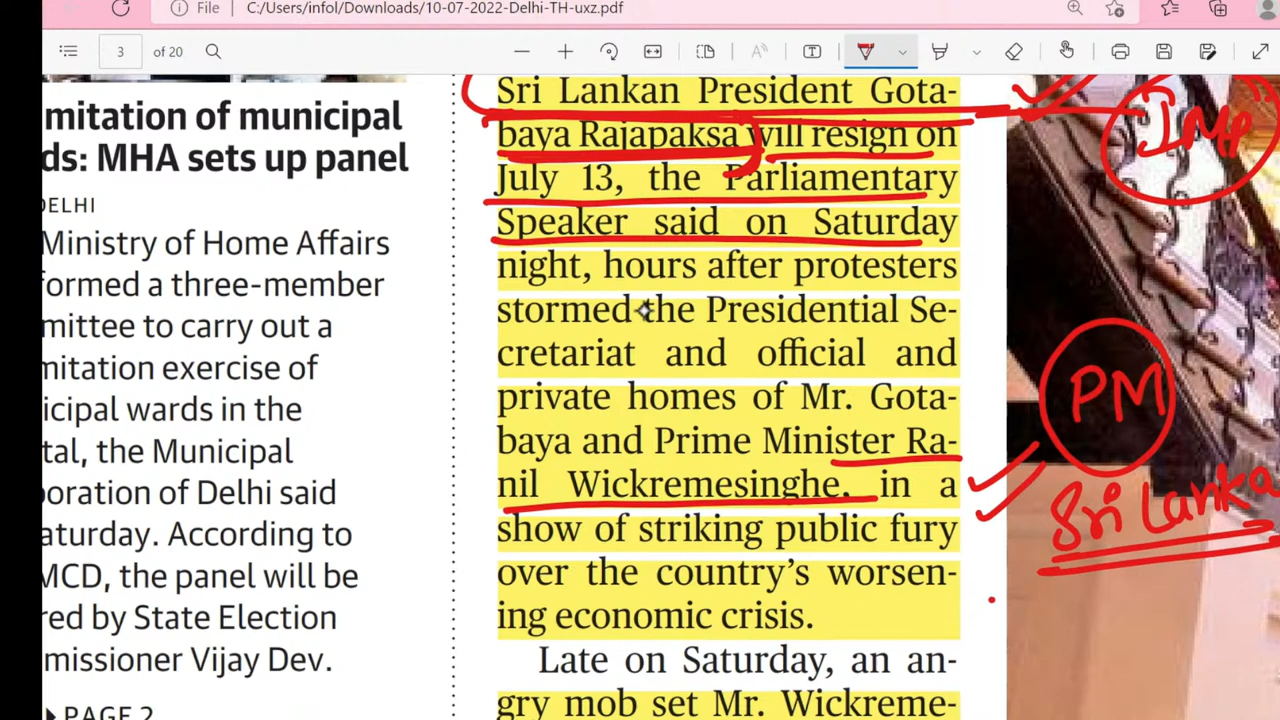 File
C:/Users/infol/Downloads/10-07-2022-Delhi-TH-uxz.pdf
3 of 20
mitation of municipal
ds: MHA sets up panel
DELHI
Ministry of Home Affairs
formed a three-member
mittee to carry out a
mitation exercise of
icipal wards in the
tal, the Municipal
poration of Delhi said
aturday. According to
MCD, the panel will be
red by State Election
missioner Vijay Dev.
PAGE 2
Sri Lankan President Gota-
baya Rajapaksa will resign on
July 13, the Parliamentary
Speaker said on Saturday
night, hours after protesters
stormed the Presidential Se-
cretariat and official and
private homes of Mr. Gota-
baya and Prime Minister Ra-
nil Wickremesinghe, in a
show of striking public fury
over the country's worsen-
ing economic crisis.
Late on Saturday, an an-
gry mob set Mr. Wickreme-
IMP
PM
Sri Lanka